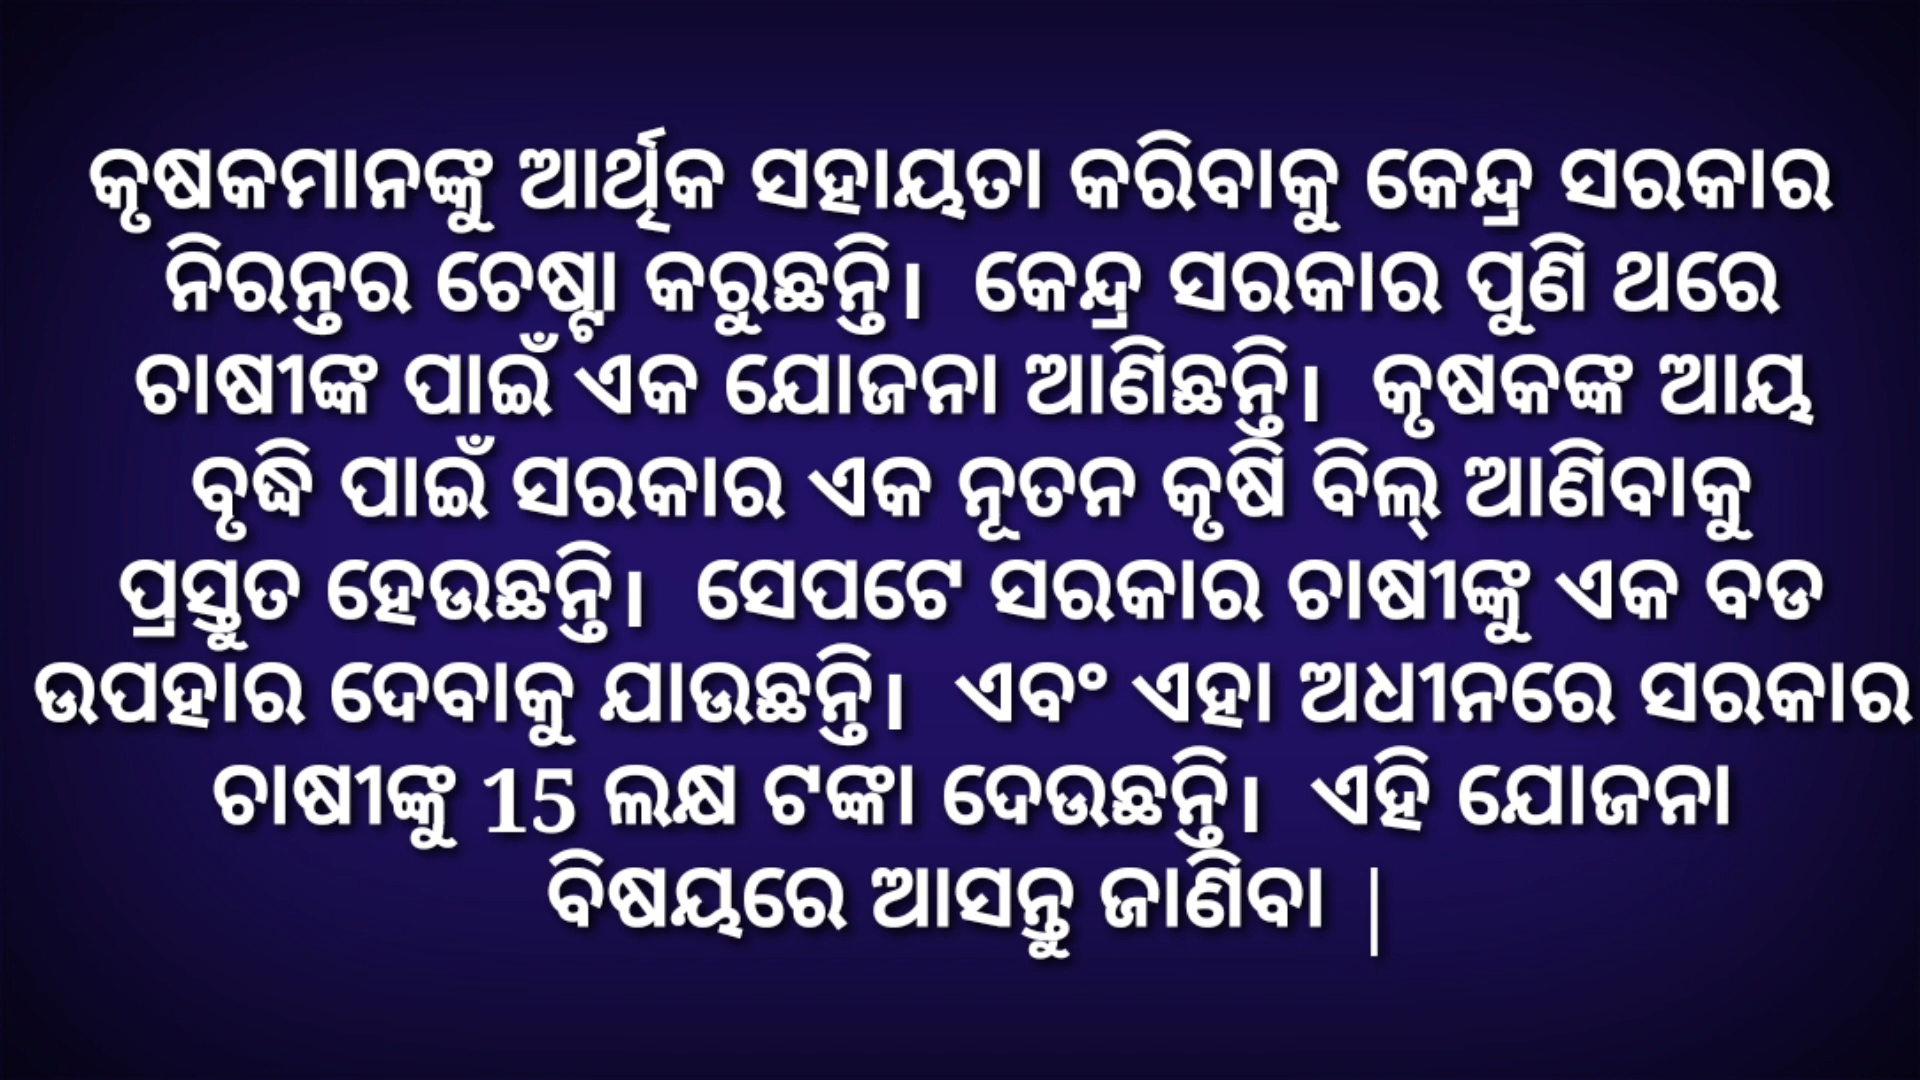 କୃଷକମାନଙ୍କୁ ଆର୍ଥିକ ସହାୟତା କରିବାକୁ କେନ୍ଦ୍ର ସରକାର
ନିରନ୍ତର ଚେଷ୍ଟା କରୁଛନ୍ତି। କେନ୍ଦ୍ର ସରକାର ପୁଣି ଥରେ
ଚାଷୀଙ୍କ ପାଇଁ ଏକ ଯୋଜନା ଆଣିଛନ୍ତି। କୃଷକଙ୍କ ଆୟ
ବୃଦ୍ଧି ପାଇଁ ସରକାର ଏକ ନୂତନ କୃଷି ବିଲ୍ ଆଣିବାକୁ
ପ୍ରସ୍ତୁତ ହେଉଛନ୍ତି। ସେପଟେ ସରକାର ଚାଷୀଙ୍କୁ ଏକ ବଡ
ଉପହାର ଦେବାକୁ ଯାଉଛନ୍ତି। ଏବଂ ଏହା ଅଧୀନରେ ସରକାର
ଚାଷୀଙ୍କୁ 15 ଲକ୍ଷ ଟଙ୍କା ଦେଉଛନ୍ତି। ଏହି ଯୋଜନା
ବିଷୟରେ ଆସନ୍ତୁ ଜାଣିବା |